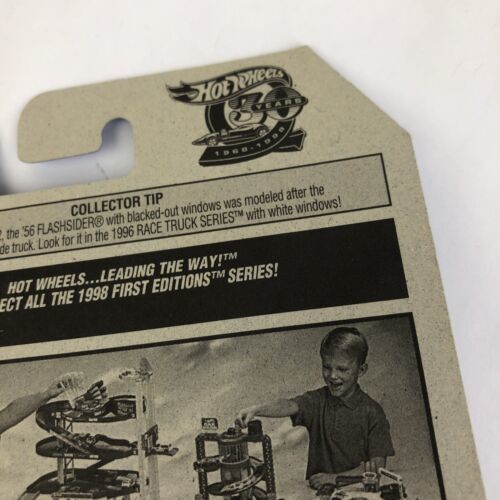 HOT WHEELS
30
YEARS
1968-1998
COLLECTOR TIP
, the '56 FLASHSIDER® with blacked-out windows was modeled after the
de truck. Look for it in the 1996 RACE TRUCK SERIES™ with white windows!
HOT WHEELS...LEADING THE WAY!™
ECT ALL THE 1998 FIRST EDITIONS™ SERIES!